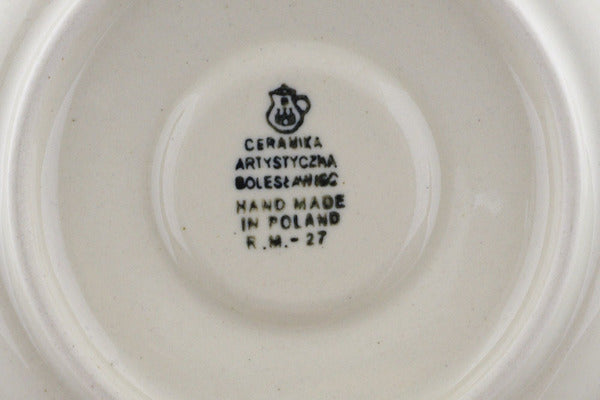 CERAMIKA
ARTYSTYCZNA
BOLESŁAWIEC
HAND MADE
IN POLAND
R.M.-27